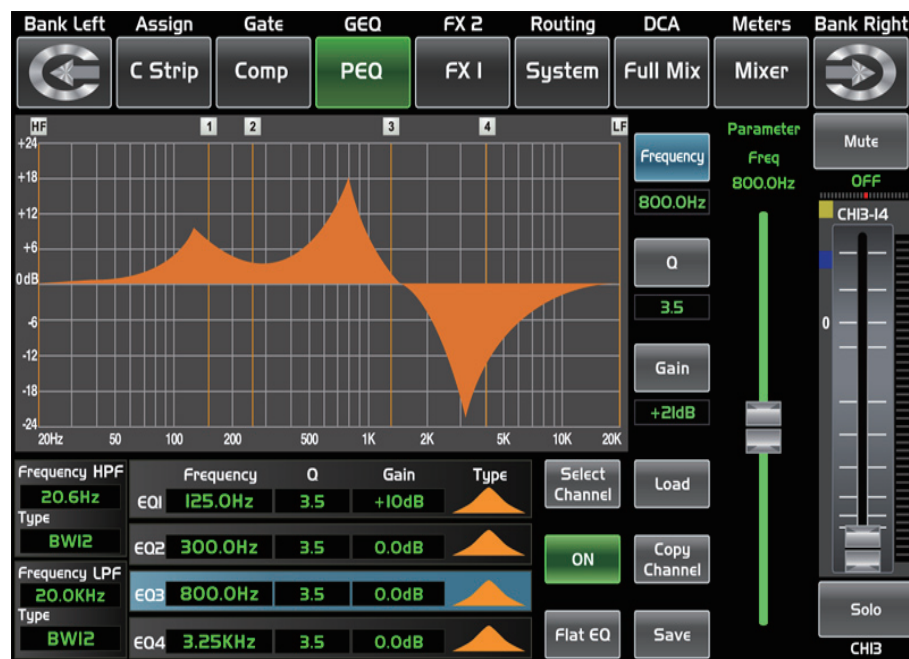 Bank Left Assign Gate GEQ FX 2 Routing DCA Meters Bank Right
C Strip Comp PEQ FX 1 System Full Mix Mixer
HF 1 2 3 4 LF
+24
+18
+12
+6
0dB
-6
-12
-18
-24
20Hz 50 100 200 500 1K 2K 5K 10K 20K
Frequency
800.0Hz
Q
3.5
Gain
+21dB
Parameter
Freq
800.0Hz
Mute
OFF
CH13-14
0
Frequency HPF
20.6Hz
Type
BW12
Frequency LPF
20.0KHz
Type
BW12
Frequency Q Gain Type
EQ1 125.0Hz 3.5 +10dB
EQ2 300.0Hz 3.5 0.0dB
EQ3 800.0Hz 3.5 0.0dB
EQ4 3.25KHz 3.5 0.0dB
Select
Channel
ON
Flat EQ
Load
Copy
Channel
Save
Solo
CH13